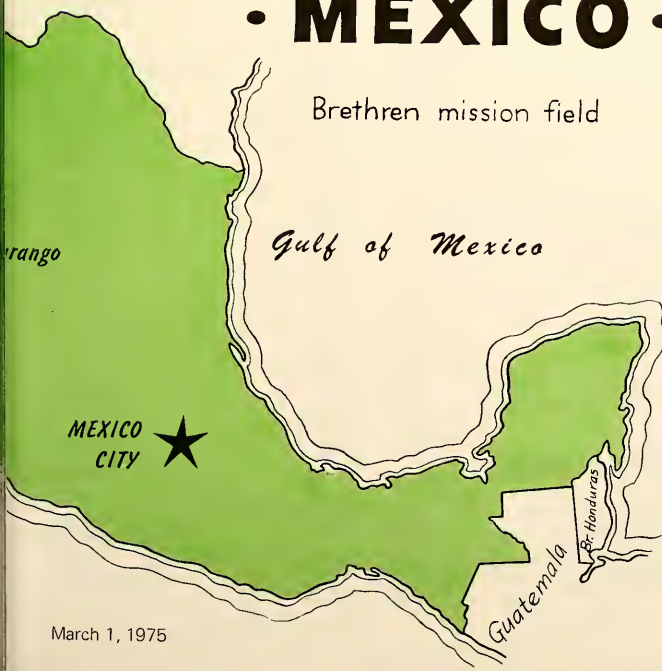 • MEXICO •
Brethren mission field
Gulf of Mexico
rango
MEXICO
CITY
Br. Honduras
Guatemala
March 1, 1975